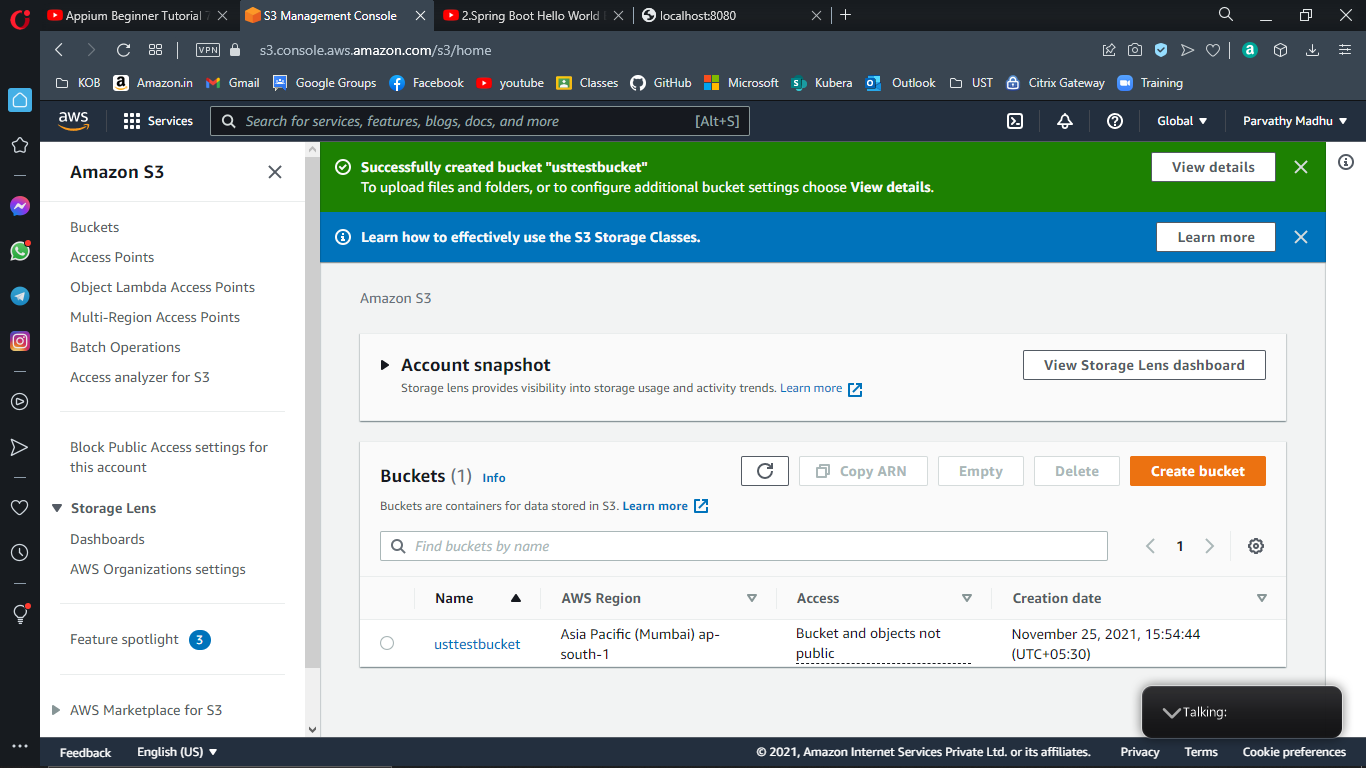 Appium Beginner Tutorial
S3 Management Console
2.Spring Boot Hello World
localhost:8080
VPN
s3.console.aws.amazon.com/s3/home
KOB
Amazon.in
Gmail
Google Groups
Facebook
youtube
Classes
GitHub
Microsoft
Kubera
Outlook
UST
Citrix Gateway
Training
aws
Services
Search for services, features, blogs, docs, and more
[Alt+S]
Global
Parvathy Madhu
Amazon S3
Buckets
Access Points
Object Lambda Access Points
Multi-Region Access Points
Batch Operations
Access analyzer for S3
Block Public Access settings for
this account
Storage Lens
Dashboards
AWS Organizations settings
Feature spotlight 3
AWS Marketplace for S3
Successfully created bucket "usttestbucket"
To upload files and folders, or to configure additional bucket settings choose View details.
View details
Learn how to effectively use the S3 Storage Classes.
Learn more
Amazon S3
Account snapshot
Storage lens provides visibility into storage usage and activity trends. Learn more
View Storage Lens dashboard
Buckets (1) Info
Copy ARN
Empty
Delete
Create bucket
Buckets are containers for data stored in S3. Learn more
Find buckets by name
1
Name
AWS Region
Access
Creation date
usttestbucket
Asia Pacific (Mumbai) ap-
south-1
Bucket and objects not
public
November 25, 2021, 15:54:44
(UTC+05:30)
Talking:
Feedback
English (US)
© 2021, Amazon Internet Services Private Ltd. or its affiliates.
Privacy
Terms
Cookie preferences